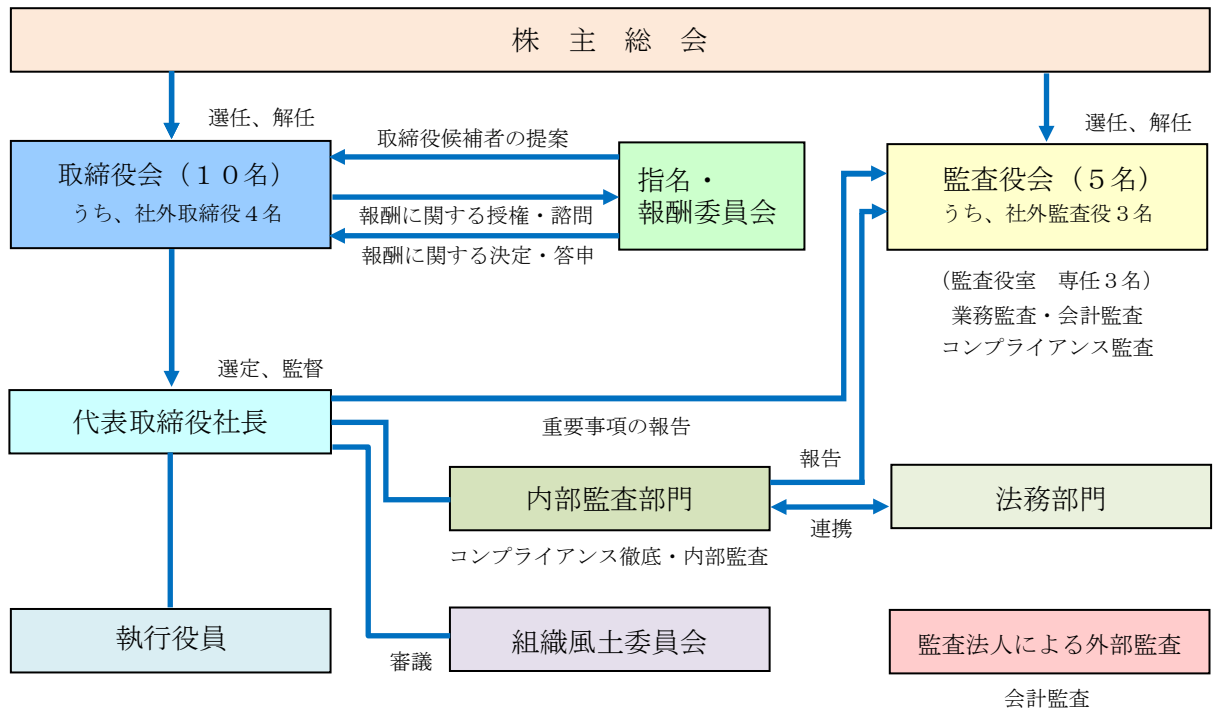 株 主 総 会
選任、解任
選任、解任
取締役候補者の提案
取締役会（１０名）
うち、社外取締役４名
指名・
報酬委員会
監査役会（５名）
うち、社外監査役３名
報酬に関する授権・諮問
報酬に関する決定・答申
（監査役室　専任３名）
業務監査・会計監査
コンプライアンス監査
選定、監督
代表取締役社長
重要事項の報告
報告
内部監査部門
法務部門
連携
コンプライアンス徹底・内部監査
執行役員
組織風土委員会
監査法人による外部監査
審議
会計監査